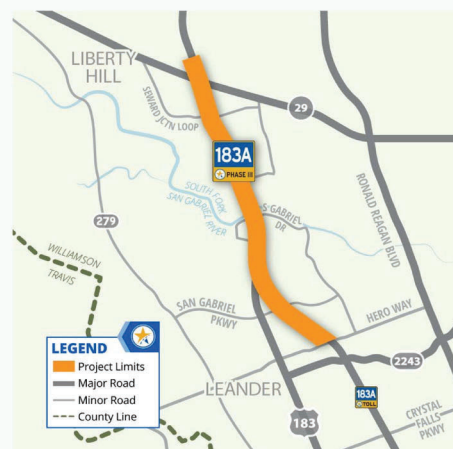 LIBERTY
HILL
SEWARD JCTN LOOP
29
183A
PHASE III
SOUTH FORK
SAN GABRIEL RIVER
S GABRIEL
DR
RONALD REAGAN BLVD
279
WILLIAMSON
TRAVIS
SAN GABRIEL
PKWY
HERO WAY
2243
LEGEND
Project Limits
Major Road
Minor Road
County Line
LEANDER
183A
TOLL
183
CRYSTAL
FALLS
PKWY